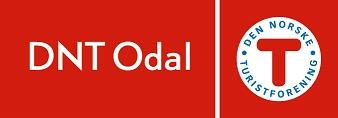 DNT Odal
DEN NORSKE
TURISTFORENING
T